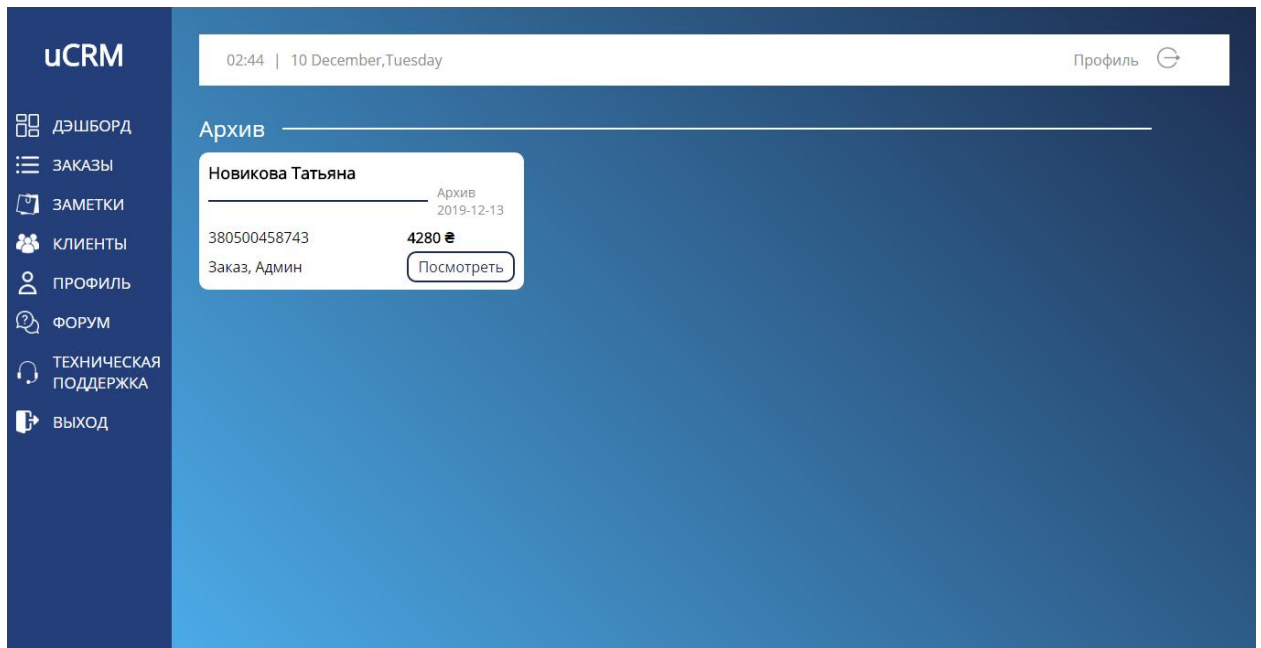 uCRM
ДЭШБОРД
ЗАКАЗЫ
ЗАМЕТКИ
КЛИЕНТЫ
ПРОФИЛЬ
ФОРУМ
ТЕХНИЧЕСКАЯ
ПОДДЕРЖКА
ВЫХОД
02:44 | 10 December,Tuesday
Профиль
Архив
Новикова Татьяна
Архив
2019-12-13
380500458743
4280 ₴
Заказ, Админ
Посмотреть